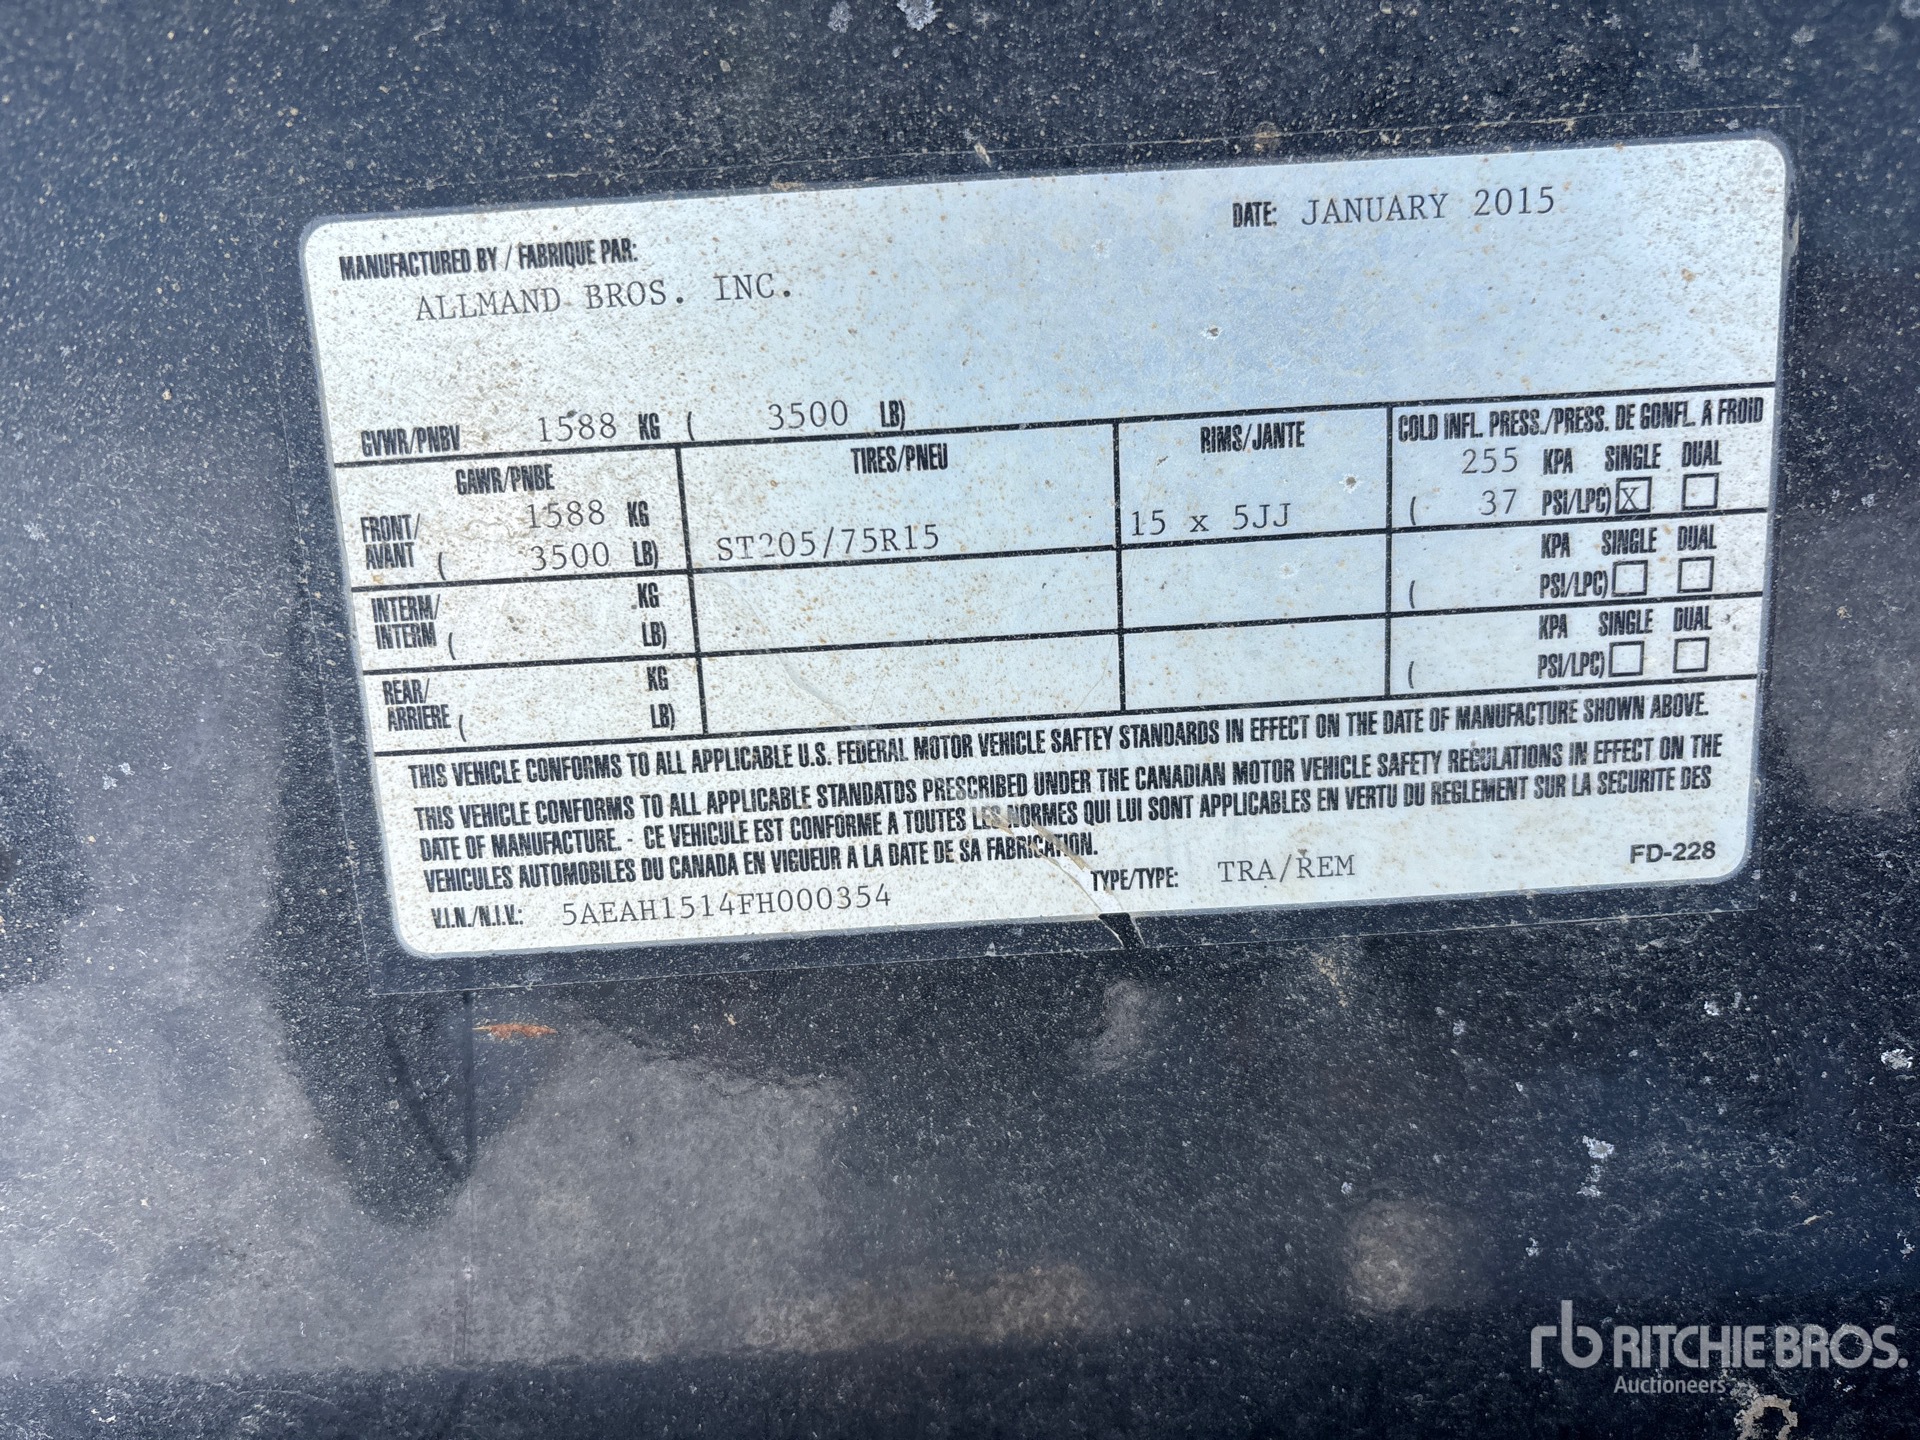 DATE: JANUARY 2015
MANUFACTURED BY / FABRIQUE PAR:
ALLMAND BROS. INC.
GVWR/PNBV 1588 KG ( 3500 LB)
GAWR/PNBE TIRES/PNEU RIMS/JANTE COLD INFL. PRESS./PRESS. DE GONFL. A FROID
FRONT/ 1588 KG 255 KPA SINGLE DUAL
AVANT ( 3500 LB) ST205/75R15 15 x 5JJ ( 37 PSI/LPC) X
INTERM/ KG KPA SINGLE DUAL
INTERM ( LB) ( PSI/LPC)
REAR/ KG KPA SINGLE DUAL
ARRIERE ( LB) ( PSI/LPC)
THIS VEHICLE CONFORMS TO ALL APPLICABLE U.S. FEDERAL MOTOR VEHICLE SAFTEY STANDARDS IN EFFECT ON THE DATE OF MANUFACTURE SHOWN ABOVE.
THIS VEHICLE CONFORMS TO ALL APPLICABLE STANDATDS PRESCRIBED UNDER THE CANADIAN MOTOR VEHICLE SAFETY REGULATIONS IN EFFECT ON THE
DATE OF MANUFACTURE. - CE VEHICULE EST CONFORME A TOUTES LES NORMES QUI LUI SONT APPLICABLES EN VERTU DU REGLEMENT SUR LA SECURITE DES
VEHICULES AUTOMOBILES DU CANADA EN VIGUEUR A LA DATE DE SA FABRICATION.
V.I.N./N.I.V.: 5AEAH1514FH000354 TYPE/TYPE: TRA/REM FD-228
rb RITCHIE BROS.
Auctioneers